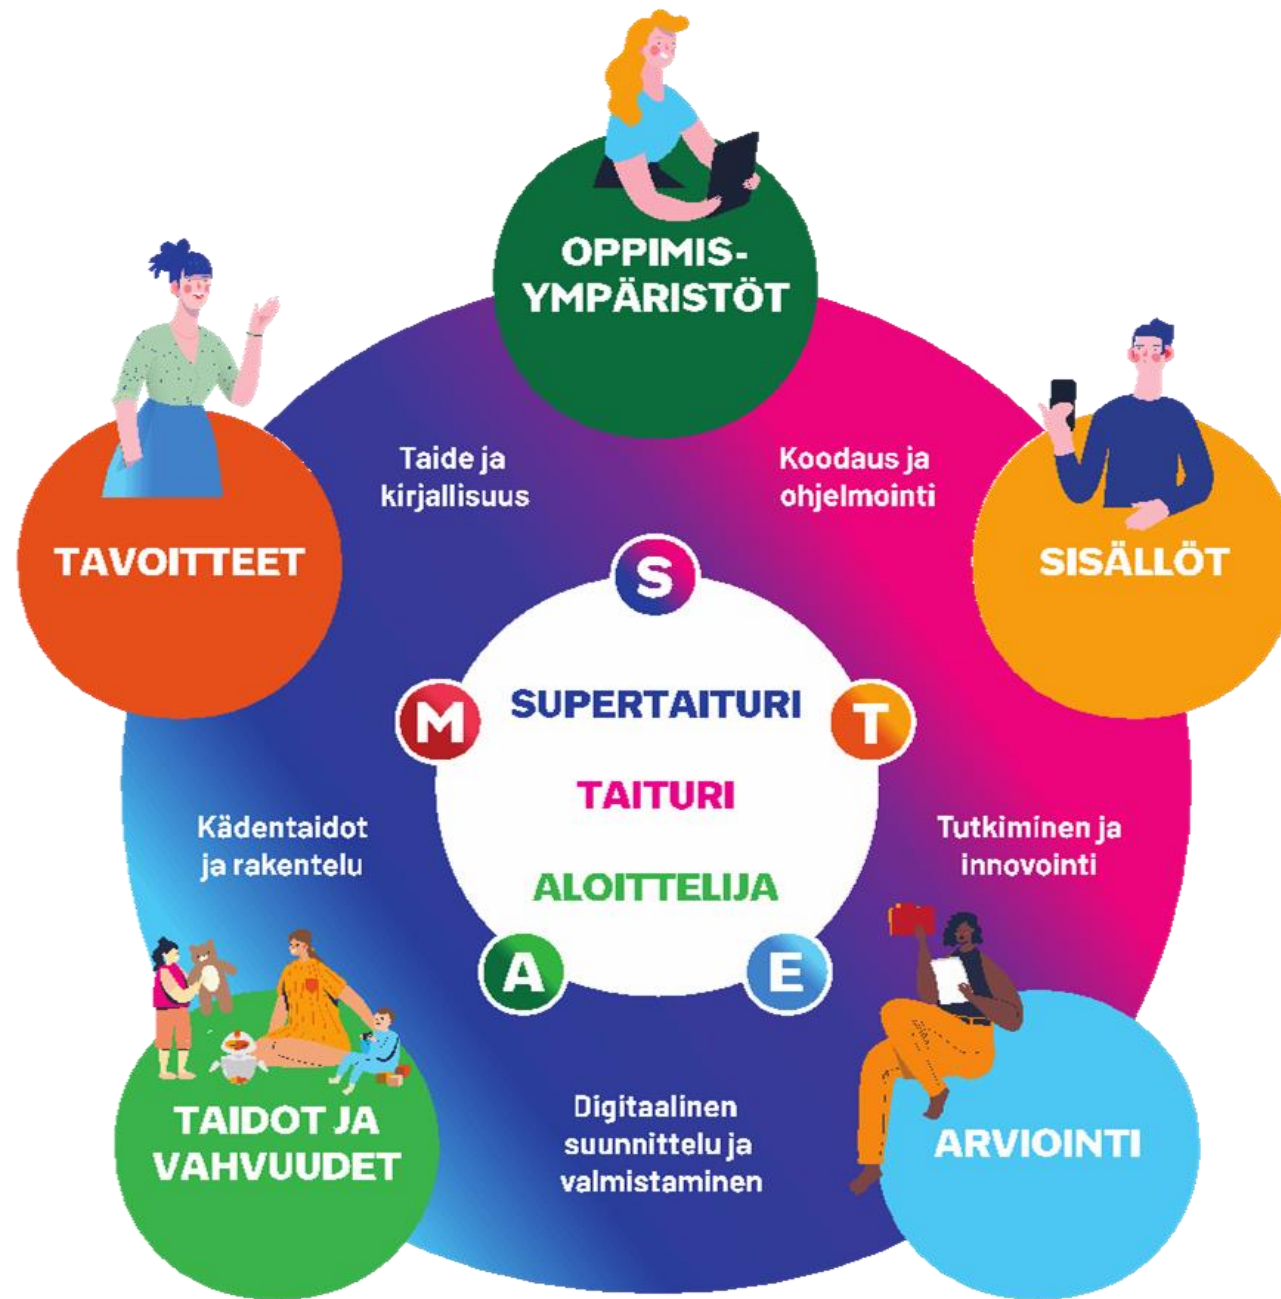 OPPIMIS-
YMPÄRISTÖT
TAVOITTEET
SISÄLLÖT
Taide ja
kirjallisuus
Koodaus ja
ohjelmointi
S
M
T
SUPERTAITURI
TAITURI
ALOITTELIJA
Kädentaidot
ja rakentelu
Tutkiminen ja
innovointi
A
E
TAIDOT JA
VAHVUUDET
Digitaalinen
suunnittelu ja
valmistaminen
ARVIOINTI